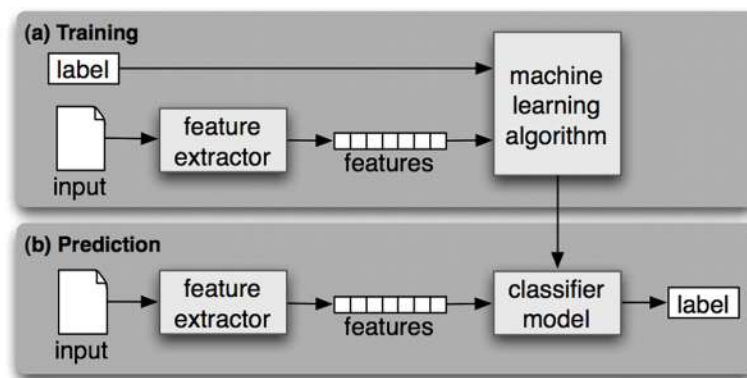 (a) Training
label
machine
learning
algorithm
feature
extractor
features
input
(b) Prediction
feature
extractor
features
classifier
model
label
input